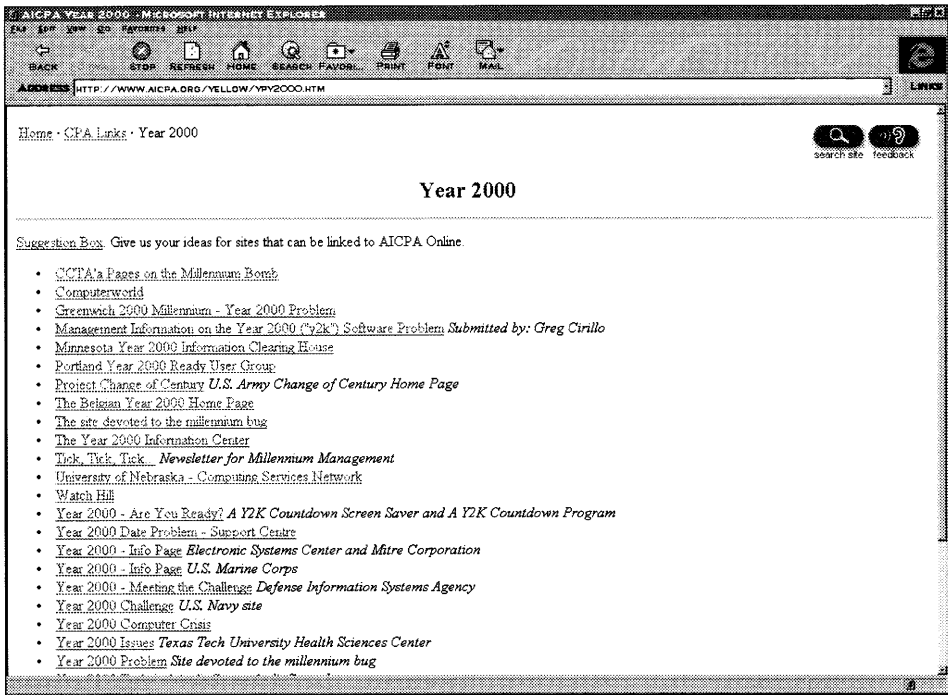 AICPA YEAR 2000 - MICROSOFT INTERNET EXPLORER
FILE EDIT VIEW GO FAVORITES HELP
BACK STOP REFRESH HOME SEARCH FAVORI... PRINT FONT MAIL
ADDRESS HTTP://WWW.AICPA.ORG/YELLOW/YPY2000.HTM LINKS
Home · CPA Links · Year 2000
search site feedback
Year 2000
Suggestion Box. Give us your ideas for sites that can be linked to AICPA Online.
• CCTA'a Pages on the Millennium Bomb
• Computerworld
• Greenwich 2000 Millennium - Year 2000 Problem
• Management Information on the Year 2000 ("y2k") Software Problem Submitted by: Greg Cirillo
• Minnesota Year 2000 Information Clearing House
• Portland Year 2000 Ready User Group
• Project Change of Century U.S. Army Change of Century Home Page
• The Belgian Year 2000 Home Page
• The site devoted to the millennium bug
• The Year 2000 Information Center
• Tick, Tick, Tick... Newsletter for Millennium Management
• University of Nebraska - Computing Services Network
• Watch Hill
• Year 2000 - Are You Ready? A Y2K Countdown Screen Saver and A Y2K Countdown Program
• Year 2000 Date Problem - Support Centre
• Year 2000 - Info Page Electronic Systems Center and Mitre Corporation
• Year 2000 - Info Page U.S. Marine Corps
• Year 2000 - Meeting the Challenge Defense Information Systems Agency
• Year 2000 Challenge U.S. Navy site
• Year 2000 Computer Crisis
• Year 2000 Issues Texas Tech University Health Sciences Center
• Year 2000 Problem Site devoted to the millennium bug